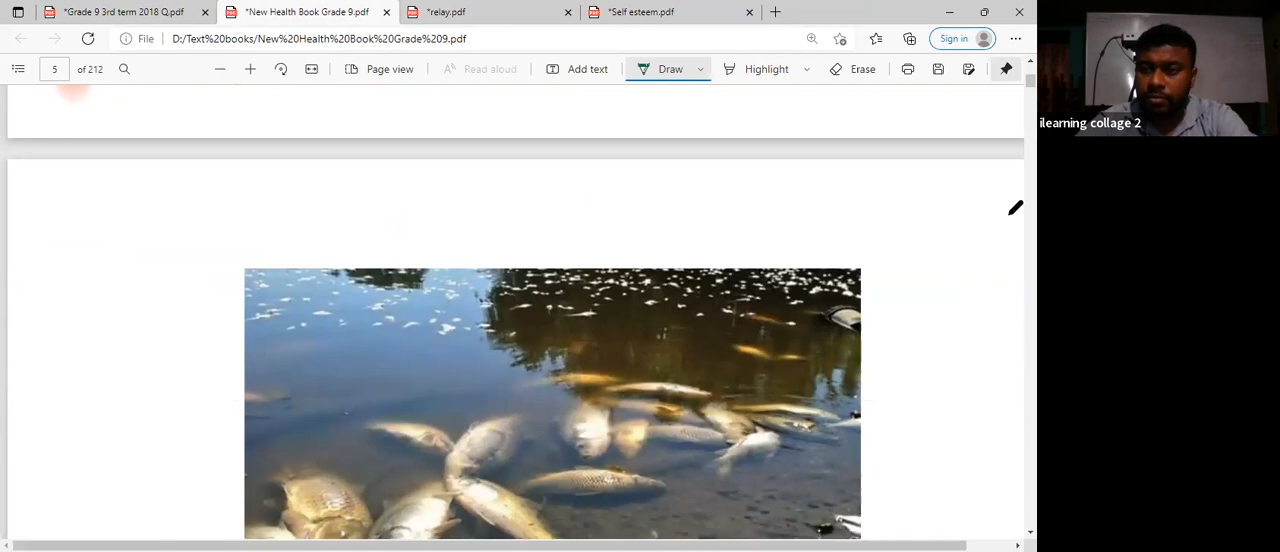 *Grade 9 3rd term 2018 Q.pdf
*New Health Book Grade 9.pdf
*relay.pdf
*Self esteem.pdf
File
D:/Text%20books/New%20Health%20Book%20Grade%209.pdf
Sign in
5 of 212
Page view
Read aloud
Add text
Draw
Highlight
Erase
ilearning collage 2